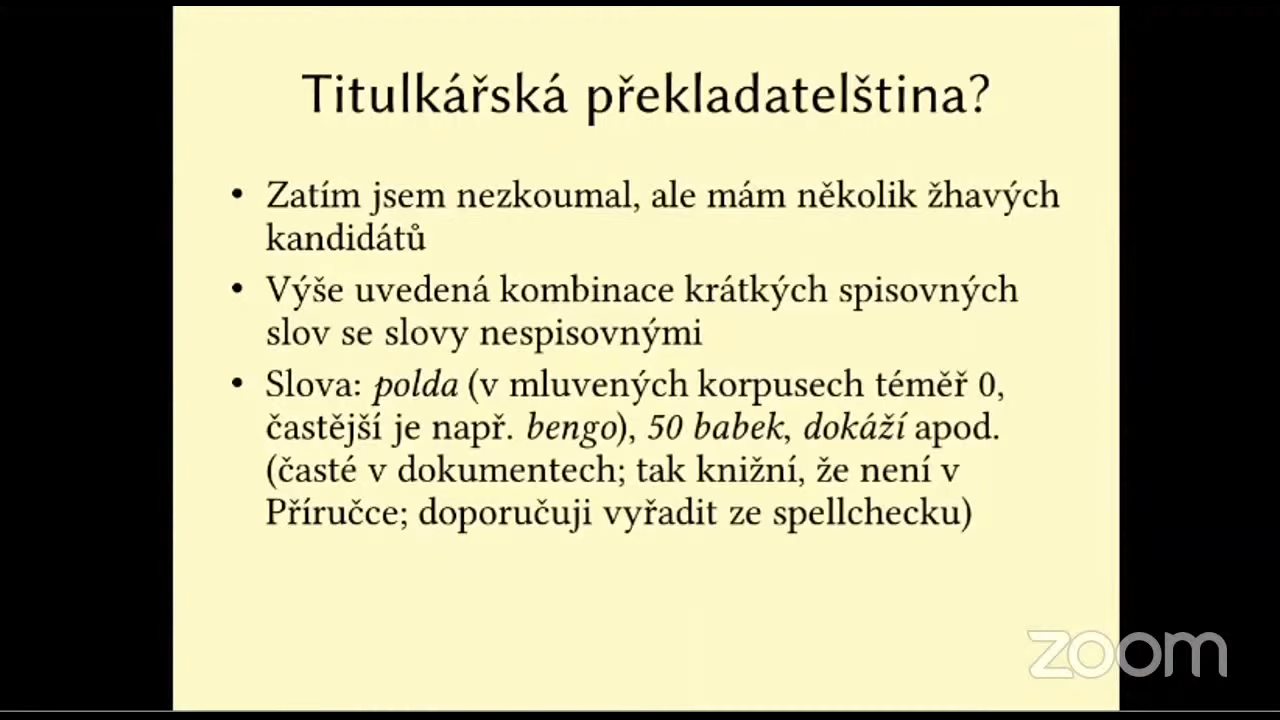 Titulkářská překladatelština?
• Zatím jsem nezkoumal, ale mám několik žhavých
kandidátů
• Výše uvedená kombinace krátkých spisovných
slov se slovy nespisovnými
• Slova: polda (v mluvených korpusech téměř 0,
častější je např. bengo), 50 babek, dokáží apod.
(časté v dokumentech; tak knižní, že není v
Příručce; doporučuji vyřadit ze spellchecku)
zoom